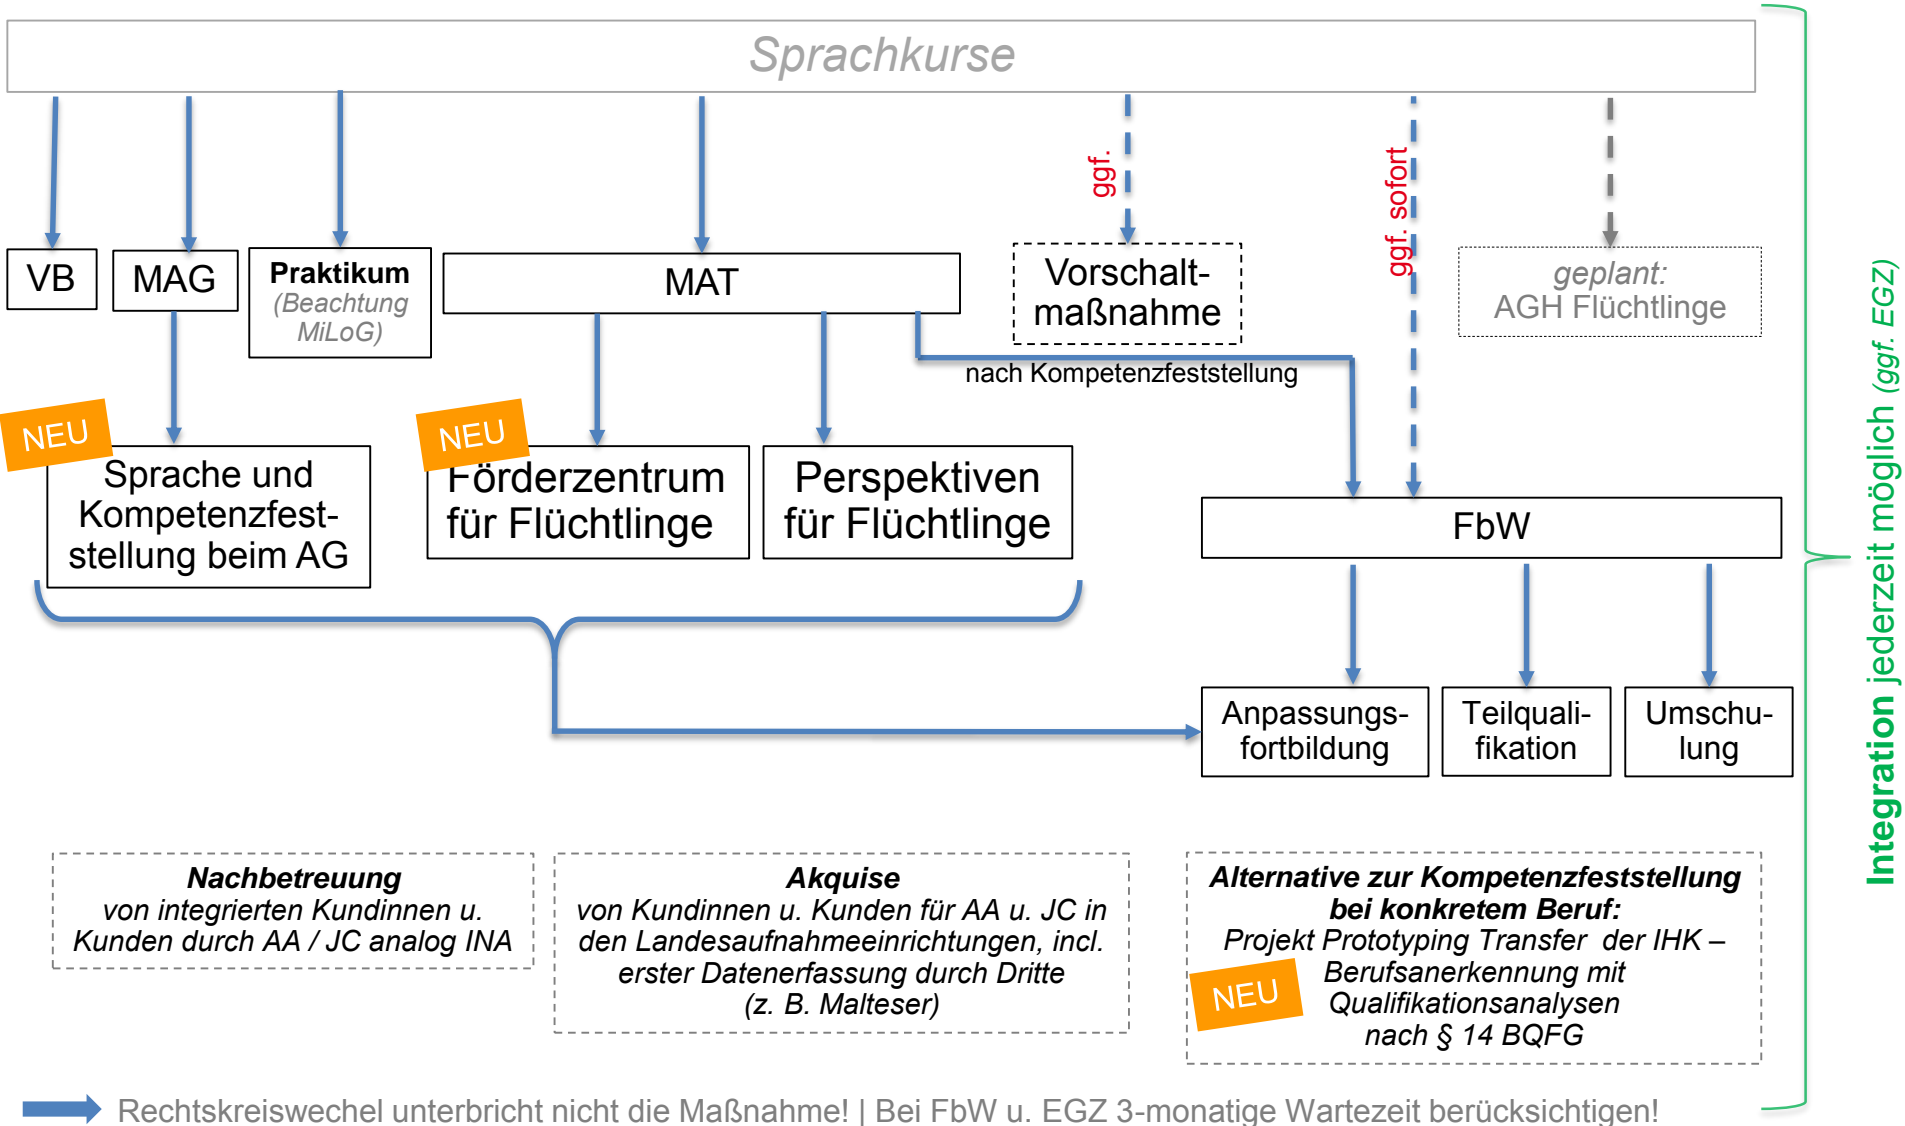 Sprachkurse
ggf.
ggf. sofort
VB
MAG
Praktikum
(Beachtung
MiLoG)
MAT
Vorschalt-
maßnahme
geplant:
AGH Flüchtlinge
nach Kompetenzfeststellung
NEU
Sprache und
Kompetenzfest-
stellung beim AG
NEU
Förderzentrum
für Flüchtlinge
Perspektiven
für Flüchtlinge
FbW
Anpassungs-
fortbildung
Teilquali-
fikation
Umschu-
lung
Integration jederzeit möglich (ggf. EGZ)
Nachbetreuung
von integrierten Kundinnen u.
Kunden durch AA / JC analog INA
Akquise
von Kundinnen u. Kunden für AA u. JC in
den Landesaufnahmeeinrichtungen, incl.
erster Datenerfassung durch Dritte
(z. B. Malteser)
Alternative zur Kompetenzfeststellung
bei konkretem Beruf:
Projekt Prototyping Transfer der IHK –
Berufsanerkennung mit
Qualifikationsanalysen
nach § 14 BQFG
NEU
Rechtskreiswechel unterbricht nicht die Maßnahme! | Bei FbW u. EGZ 3-monatige Wartezeit berücksichtigen!